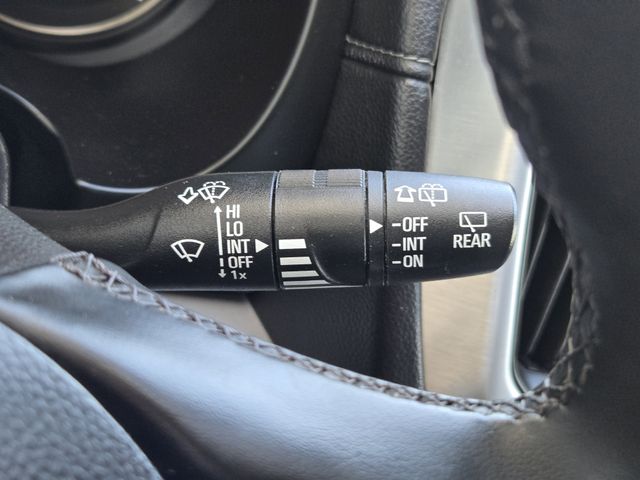 HI
LO
INT
OFF
1x
-OFF
-INT
-ON
REAR